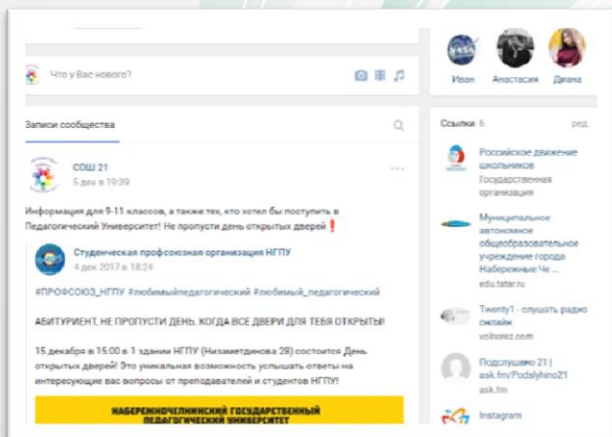 Что у Вас нового?
Записи сообщества
СОШ 21
5 дек в 19:39
Информация для 9-11 классов, а также тех, кто хотел бы поступить в
Педагогический Университет! Не пропусти день открытых дверей❗
Студенческая профсоюзная организация НГПУ
4 дек 2017 в 18:24
#ПРОФСОЮЗ_НГПУ #любимыйпедагогический #любимый_педагогический
АБИТУРИЕНТ, НЕ ПРОПУСТИ ДЕНЬ, КОГДА ВСЕ ДВЕРИ ДЛЯ ТЕБЯ ОТКРЫТЫ!
15 декабря в 15:00 в 1 здании НГПУ (Низаметдинова 28) состоится День
открытых дверей! Это уникальная возможность услышать ответы на
интересующие вас вопросы от преподавателей и студентов НГПУ!
НАБЕРЕЖНОЧЕЛНИНСКИЙ ГОСУДАРСТВЕННЫЙ
ПЕДАГОГИЧЕСКИЙ УНИВЕРСИТЕТ
NASA
Иван Анастасия Диана
Ссылки 6 ред.
Российское движение
школьников
Государственная
организация
Муниципальное
автономное
общеобразовательное
учреждение города
Набережные Че ...
edu.tatar.ru
Twenty1 - слушать радио
онлайн
volnorez.com
Подслушано 21 |
ask.fm/Podslyhino21
ask.fm
Instagram